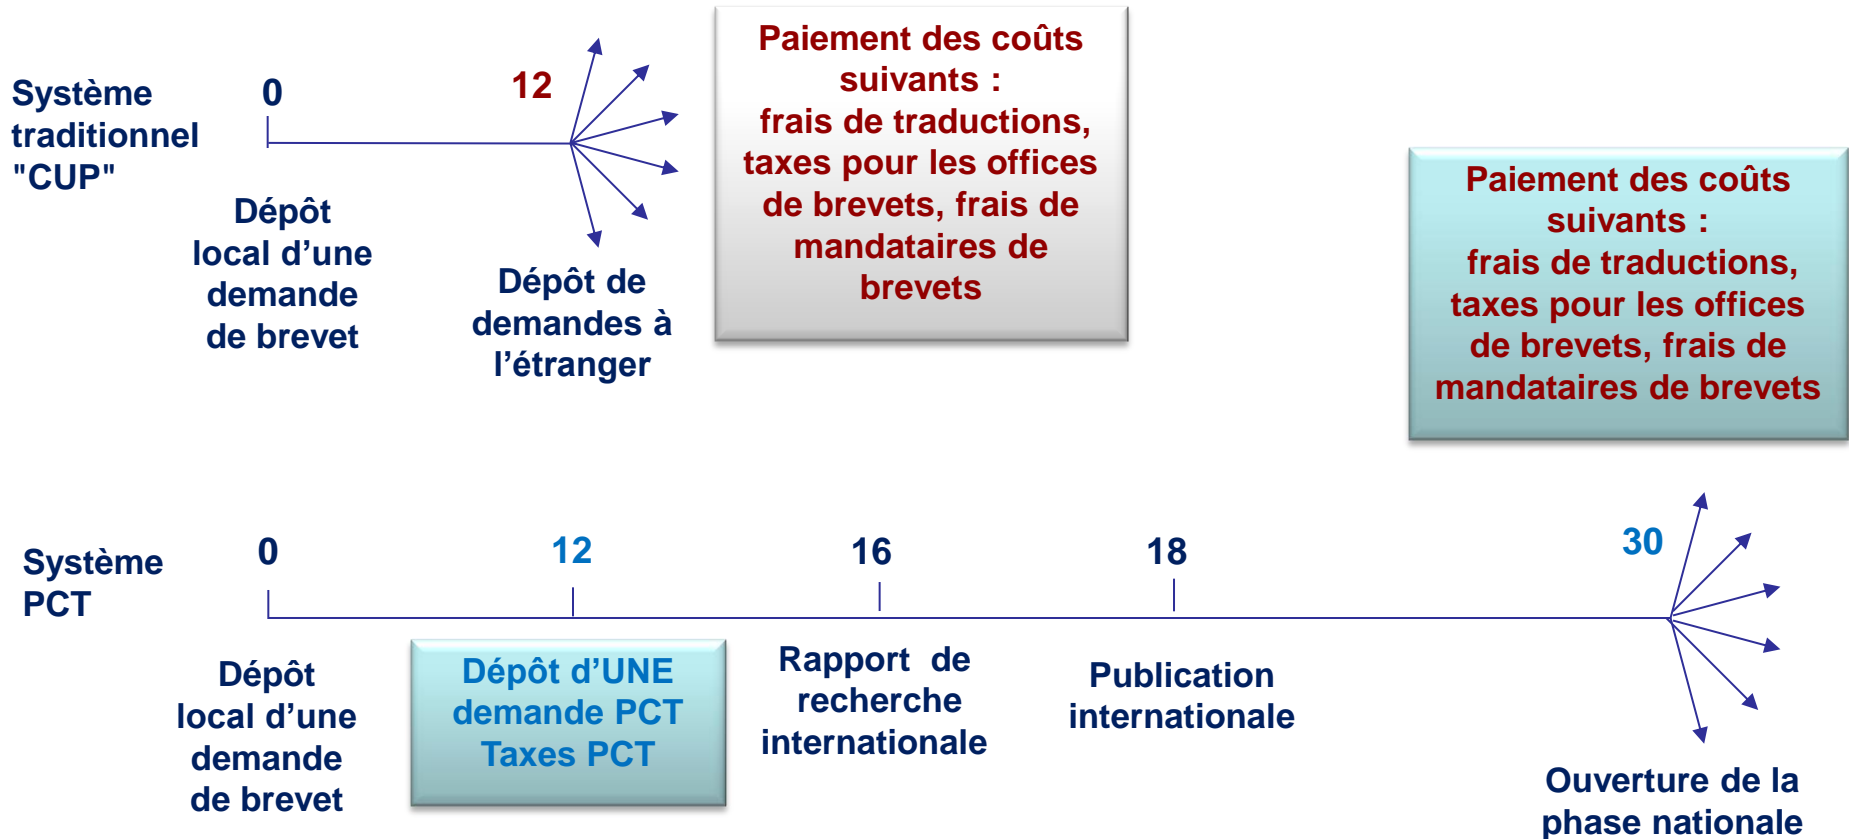 Système
traditionnel
"CUP"
0
12
Dépôt
local d’une
demande
de brevet
Dépôt de
demandes à
l’étranger
Paiement des coûts
suivants :
frais de traductions,
taxes pour les offices
de brevets, frais de
mandataires de
brevets
Paiement des coûts
suivants :
frais de traductions,
taxes pour les offices
de brevets, frais de
mandataires de brevets
Système
PCT
0
12
16
18
30
Dépôt
local d’une
demande
de brevet
Dépôt d’UNE
demande PCT
Taxes PCT
Rapport de
recherche
internationale
Publication
internationale
Ouverture de la
phase nationale